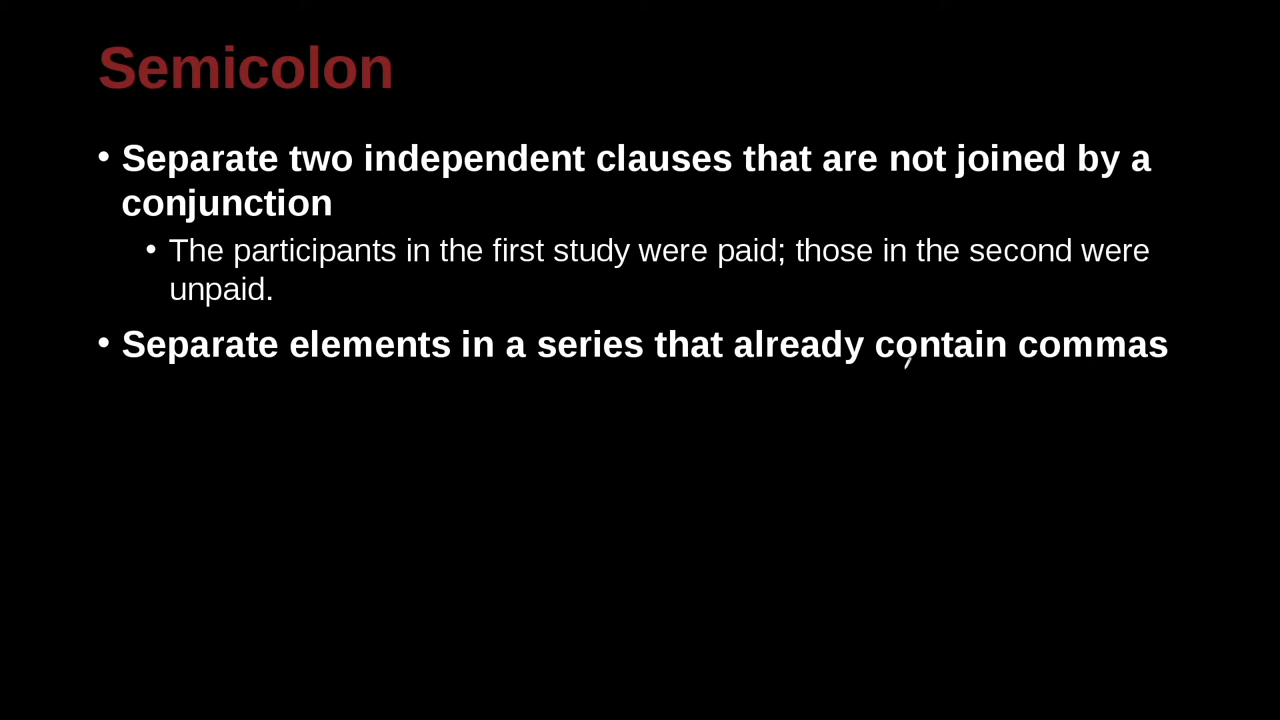 Semicolon
• Separate two independent clauses that are not joined by a
conjunction
• The participants in the first study were paid; those in the second were
unpaid.
• Separate elements in a series that already contain commas